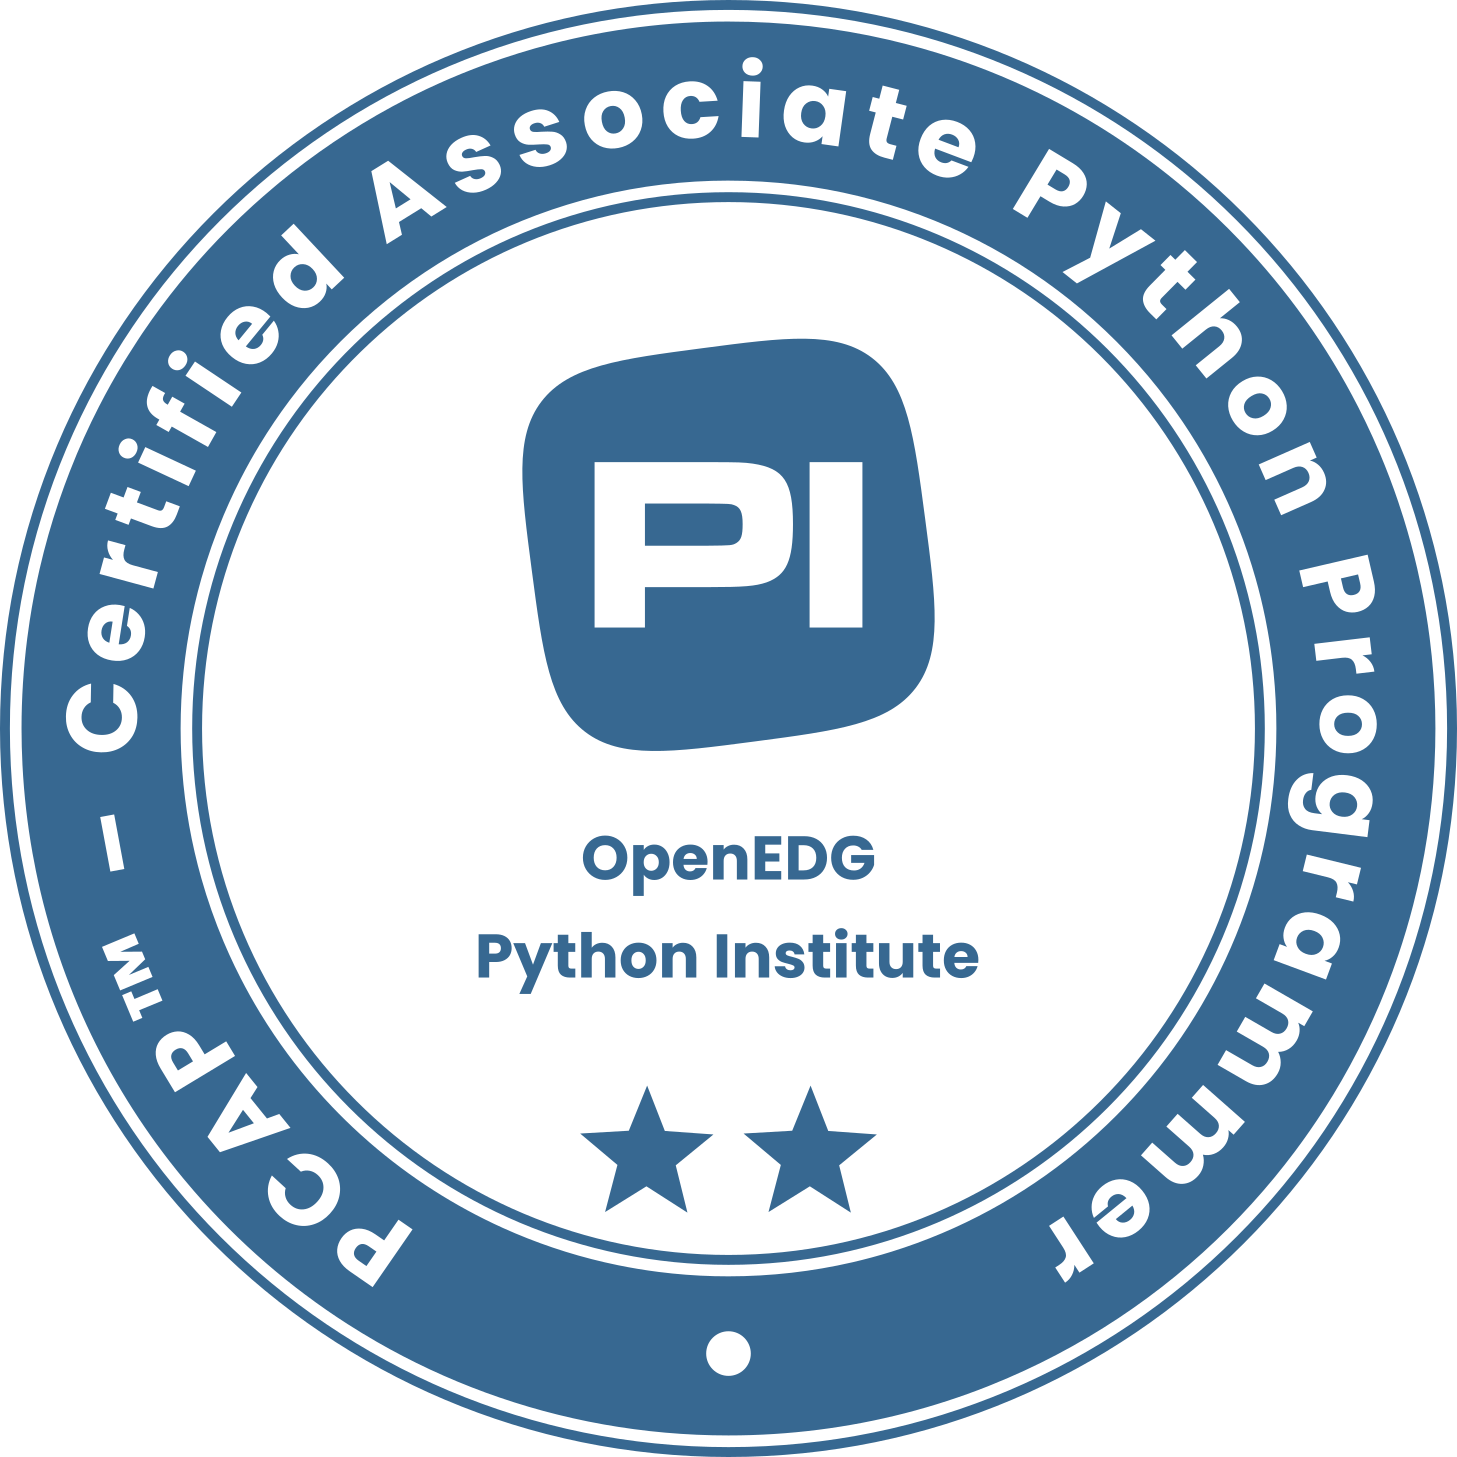 PCAP™ – Certified Associate Python Programmer
PI
OpenEDG
Python Institute